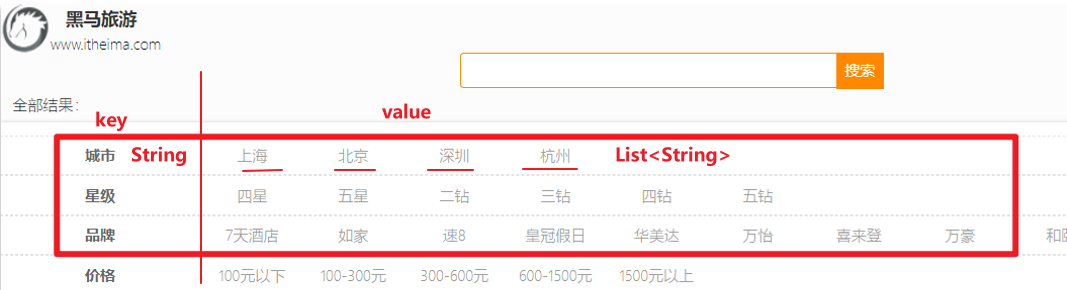 黑马旅游
www.itheima.com
搜索
全部结果：
key value
城市 String 上海 北京 深圳 杭州 List<String>
星级 四星 五星 二钻 三钻 四钻 五钻
品牌 7天酒店 如家 速8 皇冠假日 华美达 万怡 喜来登 万豪 和
价格 100元以下 100-300元 300-600元 600-1500元 1500元以上